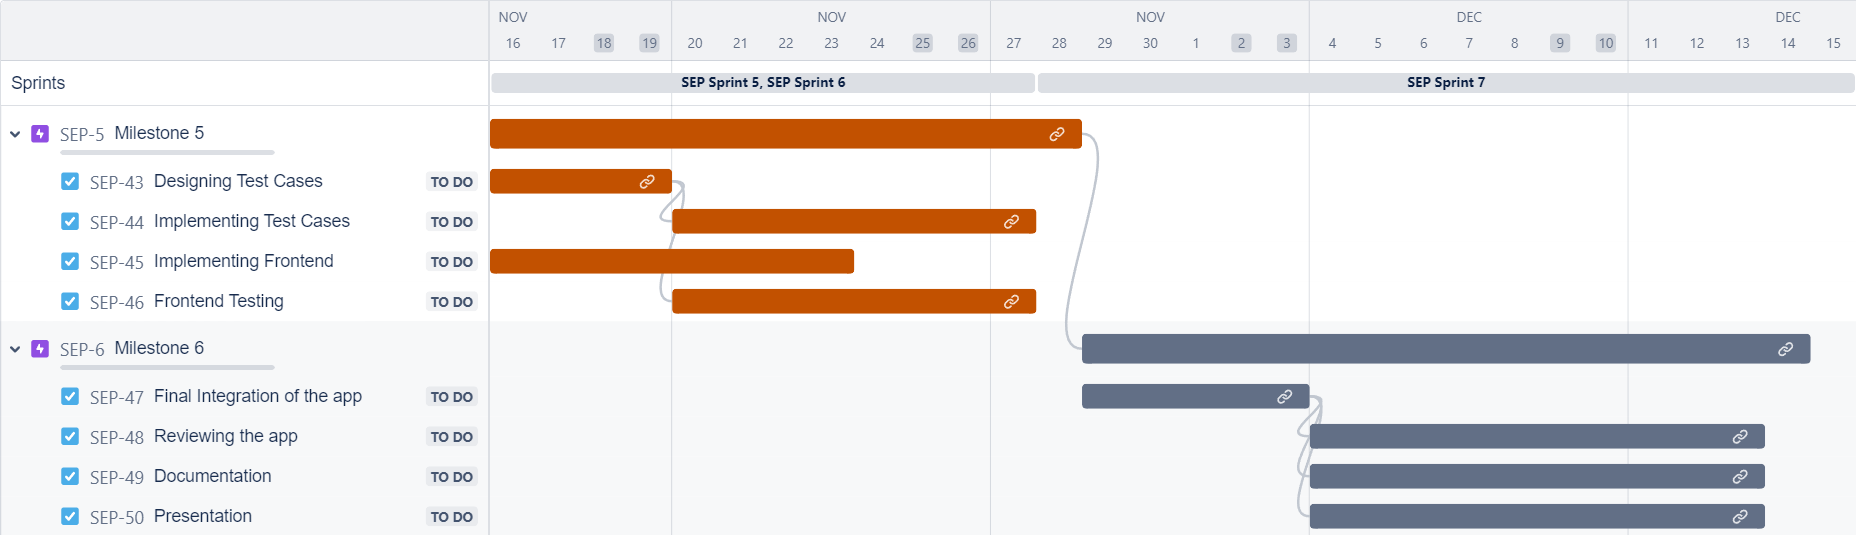 NOV NOV NOV DEC DEC
16 17 18 19 20 21 22 23 24 25 26 27 28 29 30 1 2 3 4 5 6 7 8 9 10 11 12 13 14 15
Sprints SEP Sprint 5, SEP Sprint 6 SEP Sprint 7
SEP-5 Milestone 5
SEP-43 Designing Test Cases TO DO
SEP-44 Implementing Test Cases TO DO
SEP-45 Implementing Frontend TO DO
SEP-46 Frontend Testing TO DO
SEP-6 Milestone 6
SEP-47 Final Integration of the app TO DO
SEP-48 Reviewing the app TO DO
SEP-49 Documentation TO DO
SEP-50 Presentation TO DO